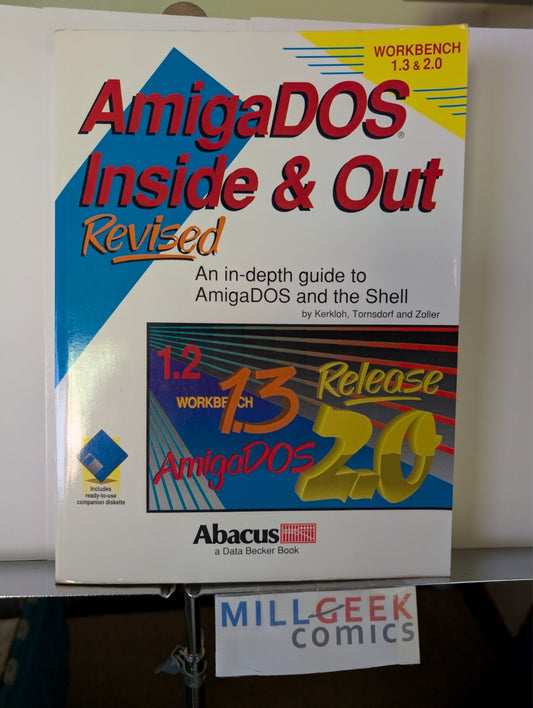 WORKBENCH
1.3 & 2.0
AmigaDOS®
Inside & Out
Revised
An in-depth guide to
AmigaDOS and the Shell
by Kerkloh, Tornsdorf and Zoller
1.2
WORKBENCH
1.3
AmigaDOS
Release
2.0
Includes
ready-to-use
companion diskette
Abacus
a Data Becker Book
MILLGEEK
comics